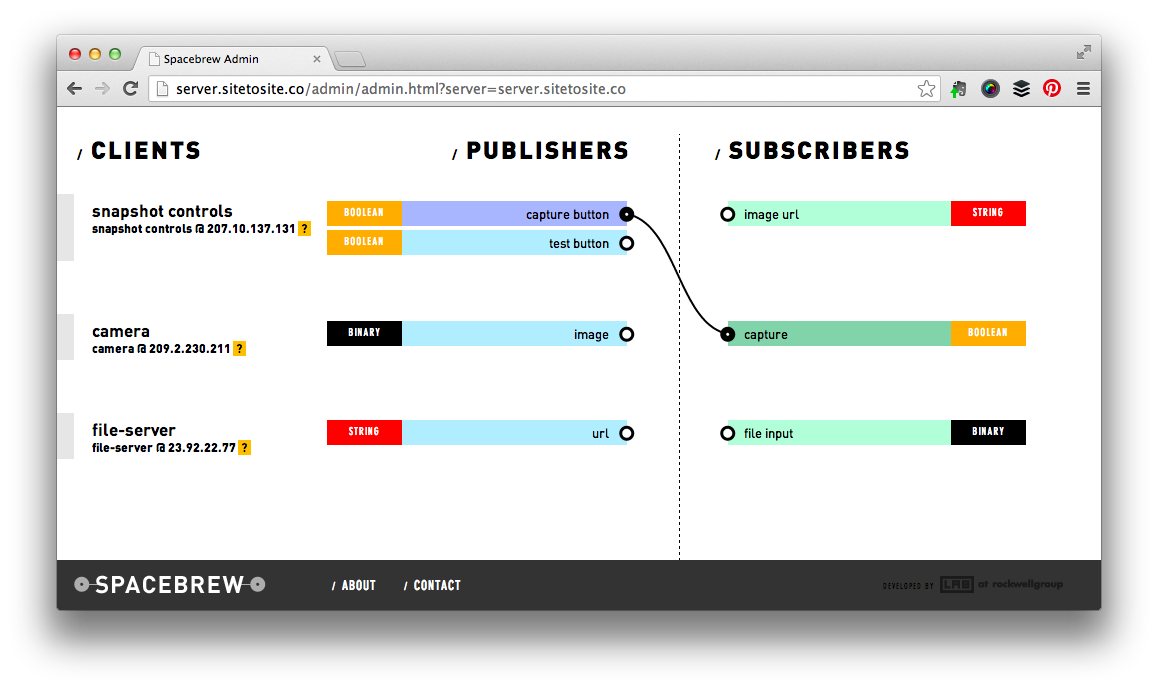 Spacebrew Admin
server.sitetosite.co/admin/admin.html?server=server.sitetosite.co
/ CLIENTS
/ PUBLISHERS
/ SUBSCRIBERS
snapshot controls
snapshot controls @ 207.10.137.131 ?
BOOLEAN capture button
BOOLEAN test button
image url STRING
camera
camera @ 209.2.230.211 ?
BINARY image
capture BOOLEAN
file-server
file-server @ 23.92.22.77 ?
STRING url
file input BINARY
SPACEBREW
/ ABOUT
/ CONTACT
DEVELOPED BY LAB at rockwellgroup